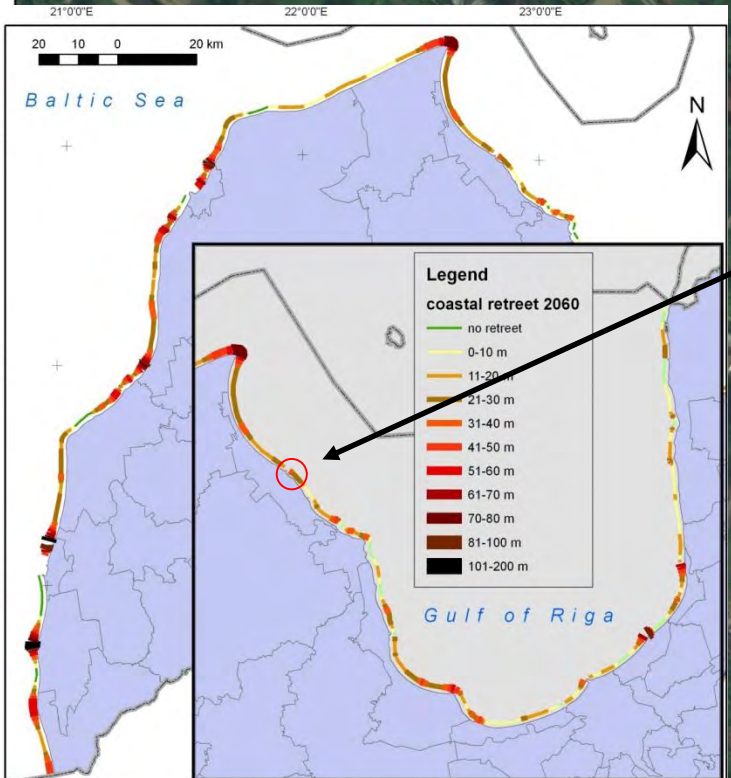 21°0'0"E 22°0'0"E 23°0'0"E
20 10 0 20 km
Baltic Sea
N
Legend
coastal retreet 2060
no retreet
0-10 m
11-20 m
21-30 m
31-40 m
41-50 m
51-60 m
61-70 m
70-80 m
81-100 m
101-200 m
Gulf of Riga